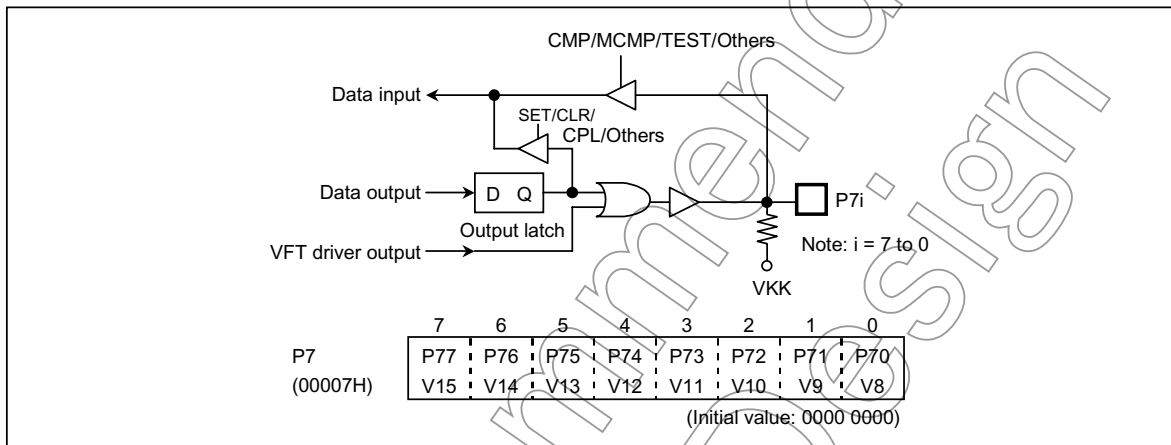 CMP/MCMP/TEST/Others
Data input
SET/CLR/
CPL/Others
Data output
D Q
P7i
Output latch
Note: i = 7 to 0
VFT driver output
VKK
7 6 5 4 3 2 1 0
P7 P77 P76 P75 P74 P73 P72 P71 P70
(00007H) V15 V14 V13 V12 V11 V10 V9 V8
(Initial value: 0000 0000)